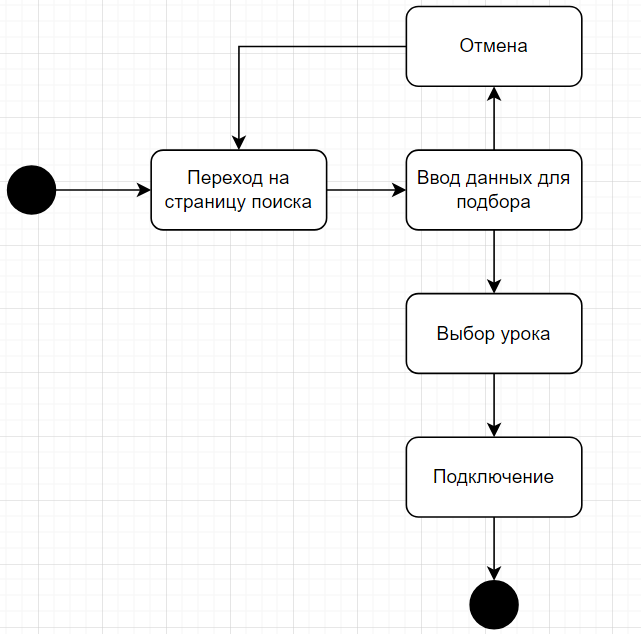 Отмена
Переход на
страницу поиска
Ввод данных для
подбора
Выбор урока
Подключение